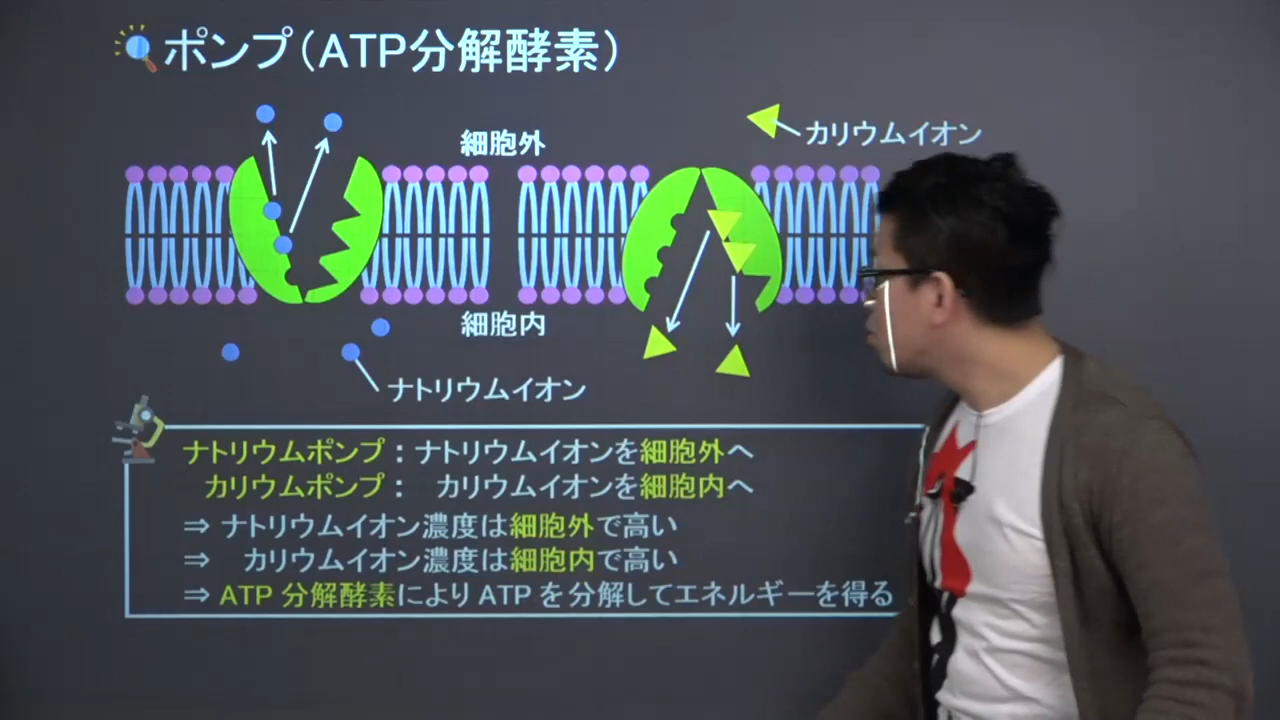 ポンプ（ATP分解酵素）
細胞外
カリウムイオン
細胞内
ナトリウムイオン
ナトリウムポンプ：ナトリウムイオンを細胞外へ
カリウムポンプ： カリウムイオンを細胞内へ
⇒ ナトリウムイオン濃度は細胞外で高い
⇒ カリウムイオン濃度は細胞内で高い
⇒ ATP 分解酵素により ATP を分解してエネルギーを得る